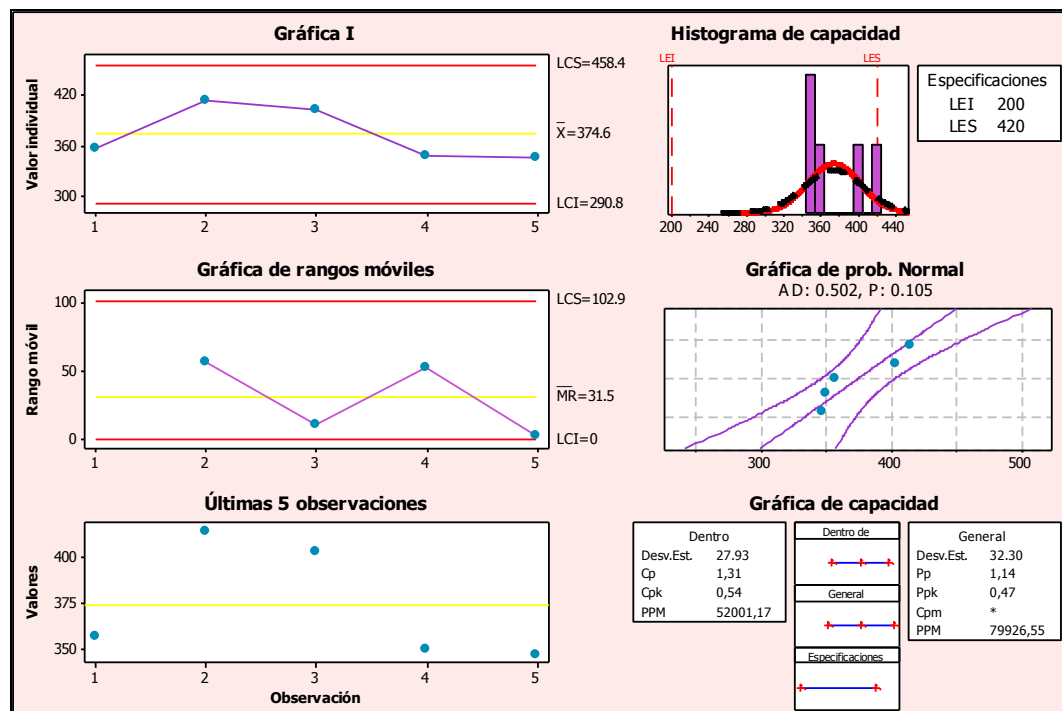 Gráfica I
Valor individual
420
360
300
1 2 3 4 5
LCS=458.4
X=374.6
LCI=290.8
Histograma de capacidad
LEI LES
200 240 280 320 360 400 440
Especificaciones
LEI 200
LES 420
Gráfica de rangos móviles
Rango móvil
100
50
0
1 2 3 4 5
LCS=102.9
MR=31.5
LCI=0
Gráfica de prob. Normal
AD: 0.502, P: 0.105
300 400 500
Últimas 5 observaciones
Valores
400
375
350
1 2 3 4 5
Observación
Gráfica de capacidad
Dentro
Desv.Est. 27.93
Cp 1,31
Cpk 0,54
PPM 52001,17
Dentro de
General
Especificaciones
General
Desv.Est. 32.30
Pp 1,14
Ppk 0,47
Cpm *
PPM 79926,55